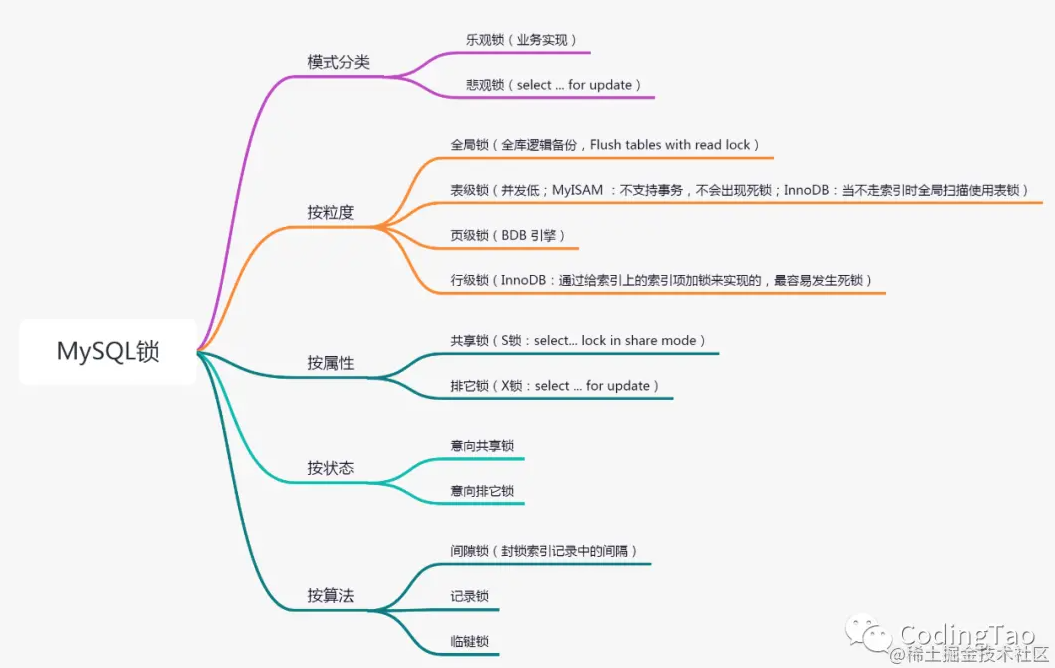 MySQL锁
模式分类
乐观锁（业务实现）
悲观锁（select ... for update）
按粒度
全局锁（全库逻辑备份，Flush tables with read lock）
表级锁（并发低；MyISAM ：不支持事务，不会出现死锁；InnoDB：当不走索引时全局扫描使用表锁）
页级锁（BDB 引擎）
行级锁（InnoDB：通过给索引上的索引项加锁来实现的，最容易发生死锁）
按属性
共享锁（S锁：select... lock in share mode）
排它锁（X锁：select ... for update）
按状态
意向共享锁
意向排它锁
按算法
间隙锁（封锁索引记录中的间隔）
记录锁
临键锁
CodingTao
@稀土掘金技术社区